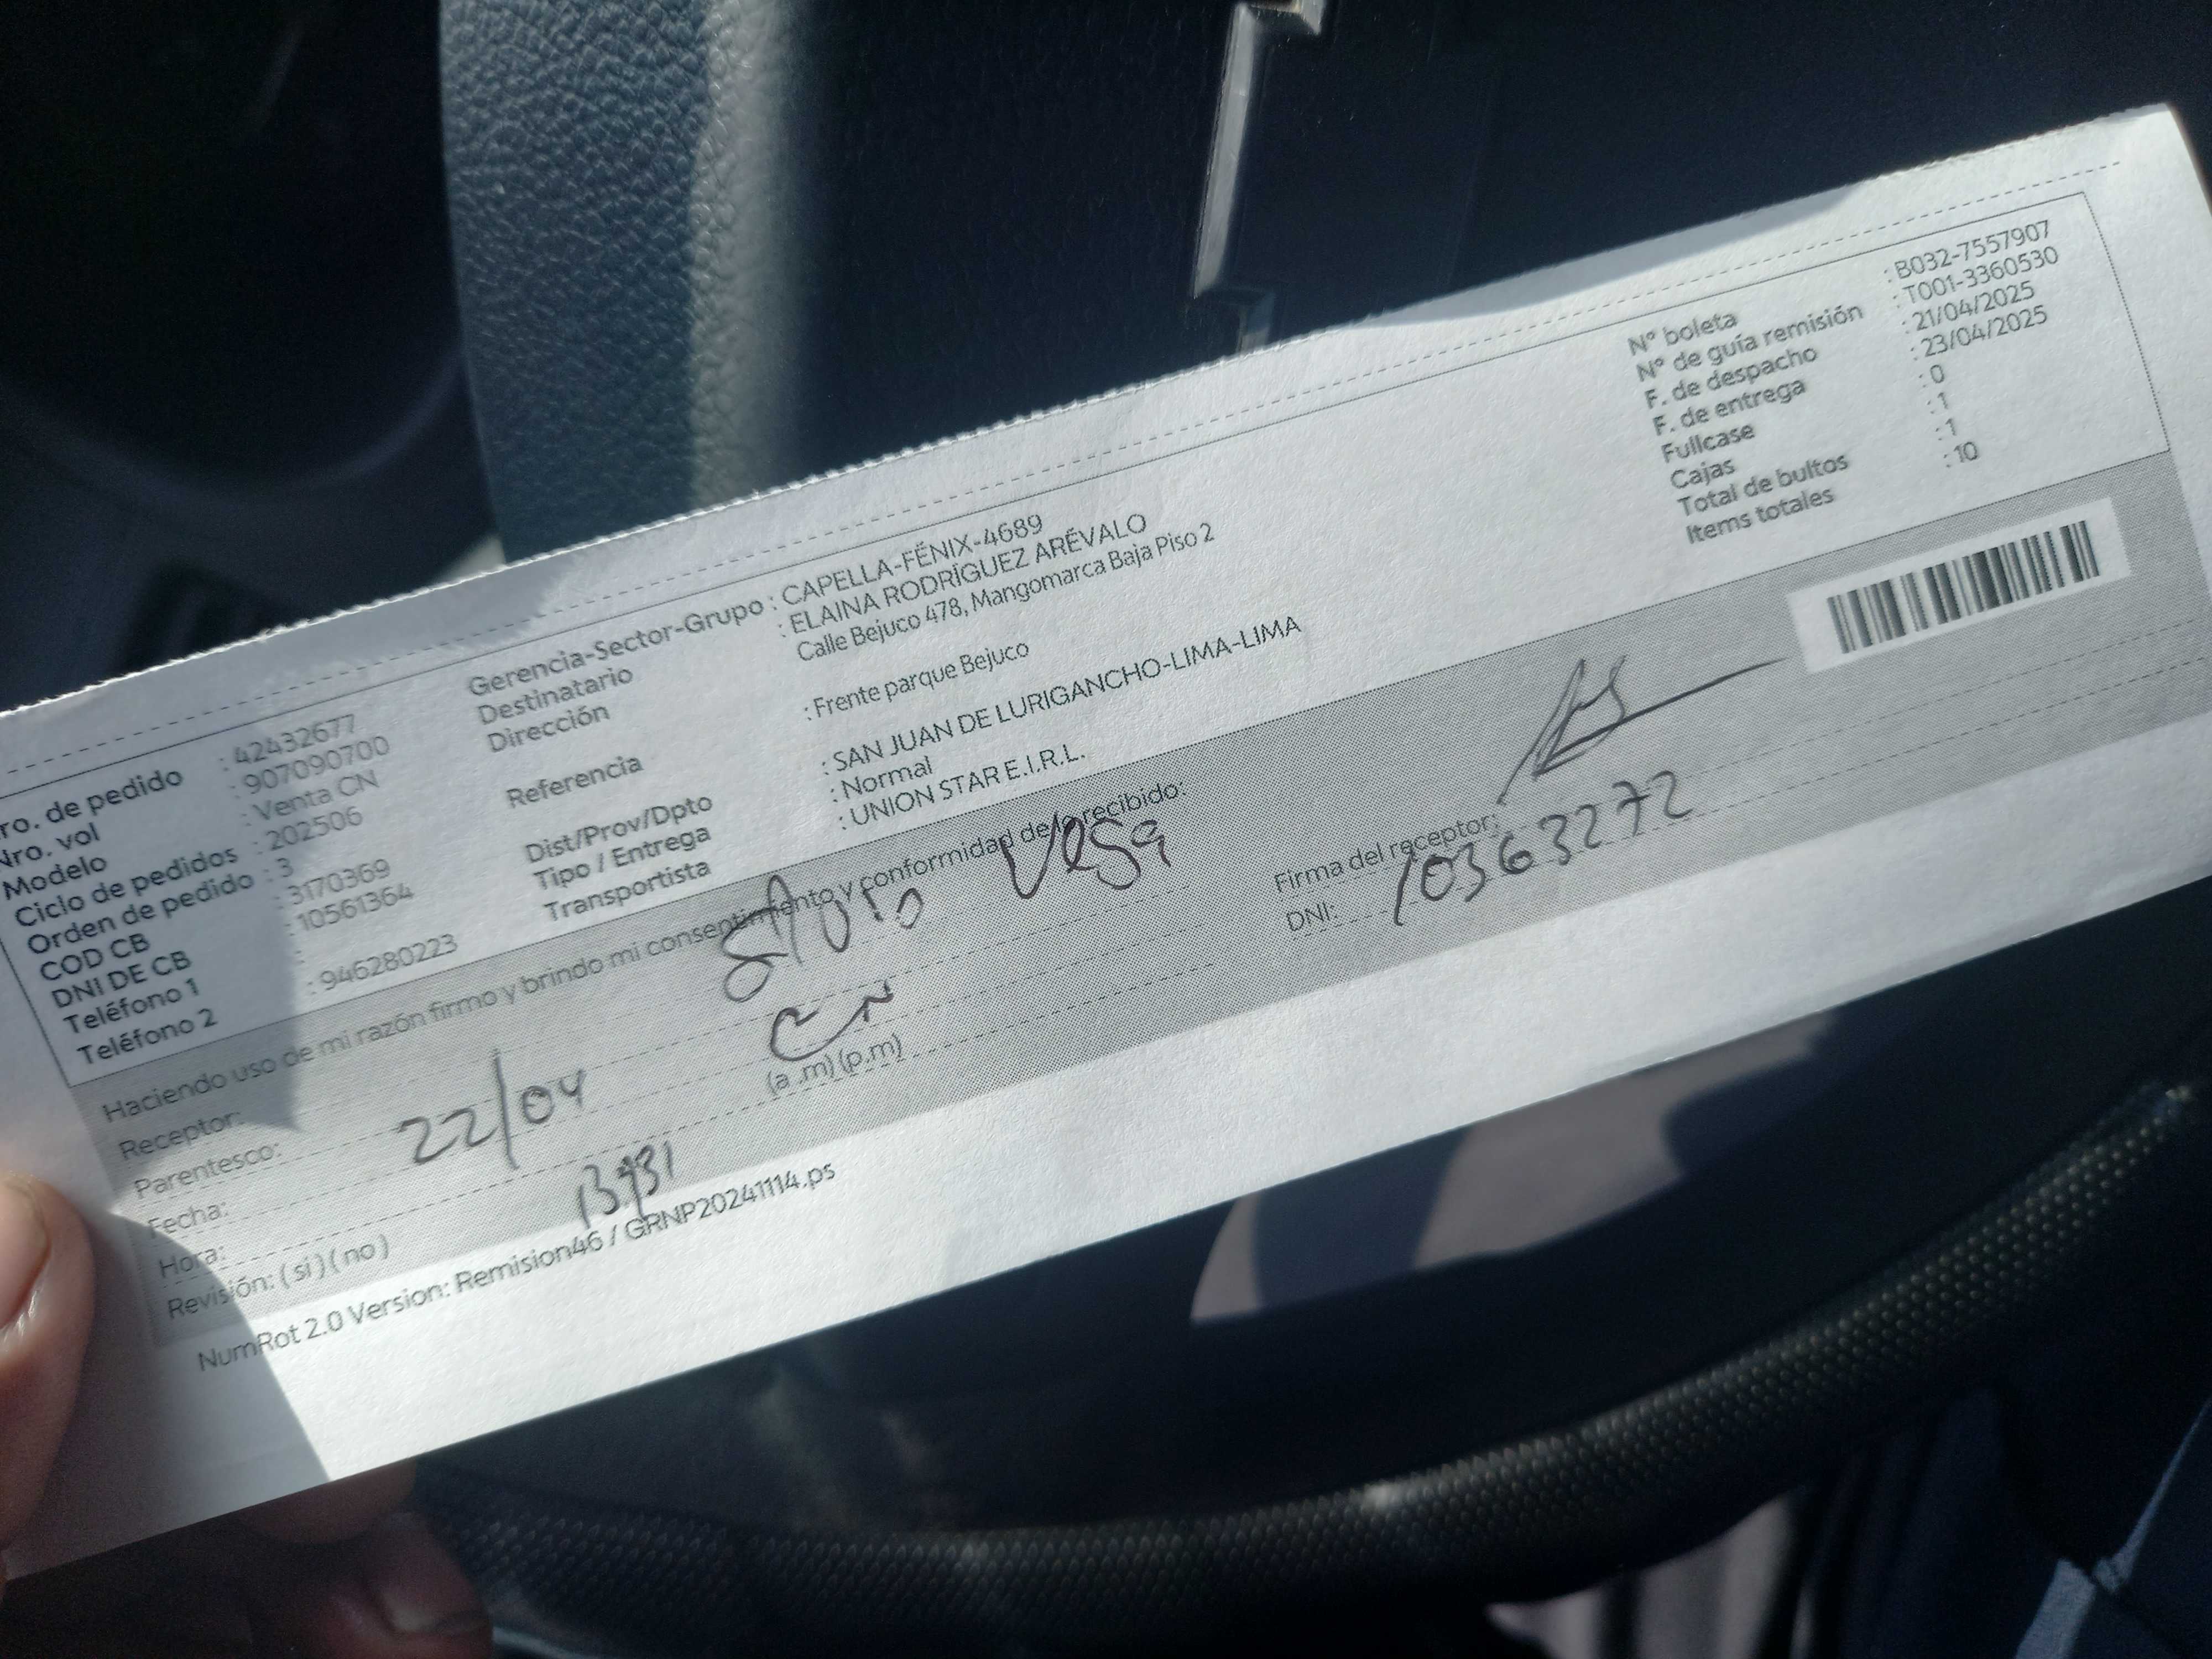 ro. de pedido : 42432677
Nro. vol : 907090700
Modelo : Venta CN
Ciclo de pedidos : 202506
Orden de pedido : 3
COD CB : 3170369
DNI DE CB : 10561364
Teléfono 1 :
Teléfono 2 : 946280223
Gerencia-Sector-Grupo : CAPELLA-FÉNIX-4689
Destinatario : ELAINA RODRÍGUEZ ARÉVALO
Dirección Calle Bejuco 478, Mangomarca Baja Piso 2
Referencia : Frente parque Bejuco
Dist/Prov/Dpto : SAN JUAN DE LURIGANCHO-LIMA-LIMA
Tipo / Entrega : Normal
Transportista : UNION STAR E.I.R.L.
N° boleta : B032-7557907
N° de guía remisión : T001-3360530
F. de despacho : 21/04/2025
F. de entrega : 23/04/2025
Fullcase : 0
Cajas : 1
Total de bultos : 1
Items totales : 10
Haciendo uso de mi razón firmo y brindo mi consentimiento y conformidad de lo recibido:
Receptor:
Parentesco:
Fecha: 22/04
Hora: (a .m) (p.m)
Revisión: ( si ) ( no )
Firma del receptor:
DNI: 10363272
NumRot 2.0 Version: Remision46 / GRNP20241114.ps